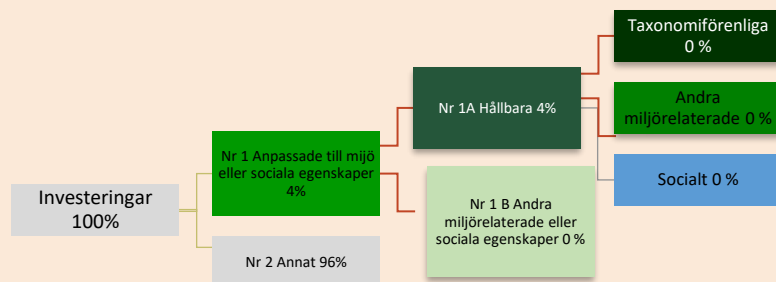 Investeringar
100%
Nr 1 Anpassade till mijö
eller sociala egenskaper
4%
Nr 2 Annat 96%
Nr 1A Hållbara 4%
Nr 1 B Andra
miljörelaterade eller
sociala egenskaper 0 %
Taxonomiförenliga
0 %
Andra
miljörelaterade 0 %
Socialt 0 %